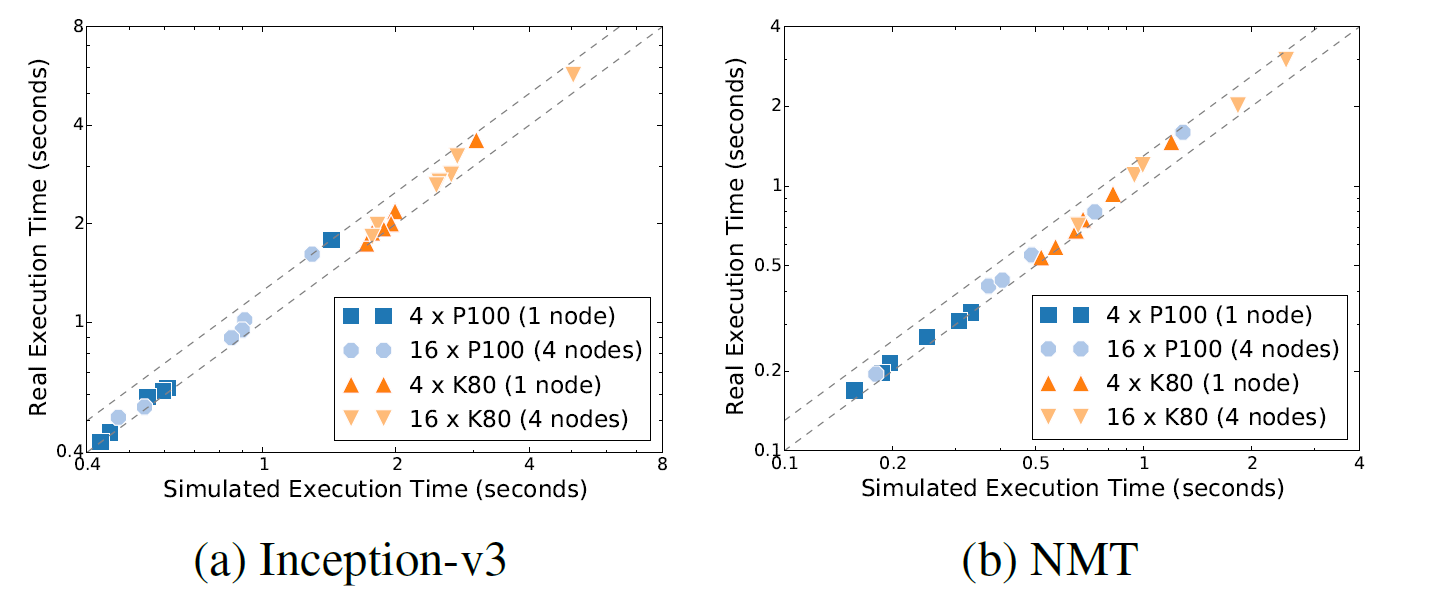 Real Execution Time (seconds)
8
4
2
1
0.4
0.4
1
2
4
8
Simulated Execution Time (seconds)
4 x P100 (1 node)
16 x P100 (4 nodes)
4 x K80 (1 node)
16 x K80 (4 nodes)
(a) Inception-v3
Real Execution Time (seconds)
4
2
1
0.5
0.2
0.1
0.1
0.2
0.5
1
2
4
Simulated Execution Time (seconds)
4 x P100 (1 node)
16 x P100 (4 nodes)
4 x K80 (1 node)
16 x K80 (4 nodes)
(b) NMT